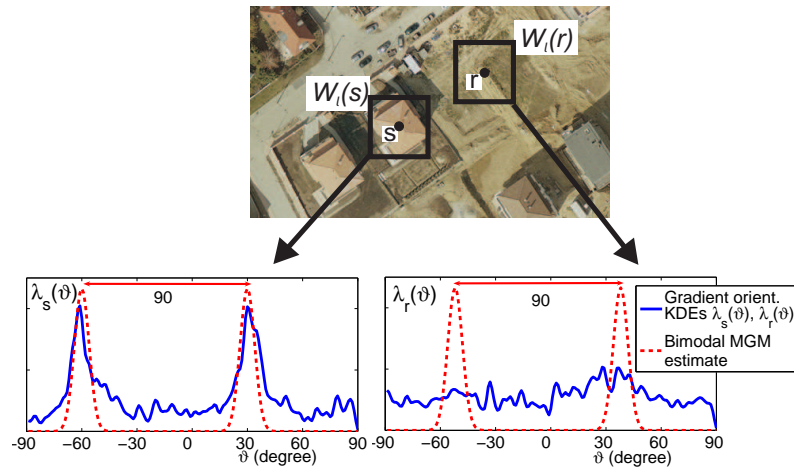 W_l(r)
r
W_l(s)
s
λ_s(ϑ)
90
λ_r(ϑ)
90
Gradient orient.
KDEs λ_s(ϑ), λ_r(ϑ)
Bimodal MGM
estimate
-90 -60 -30 0 30 60 90
ϑ (degree)
-90 -60 -30 0 30 60 90
ϑ (degree)